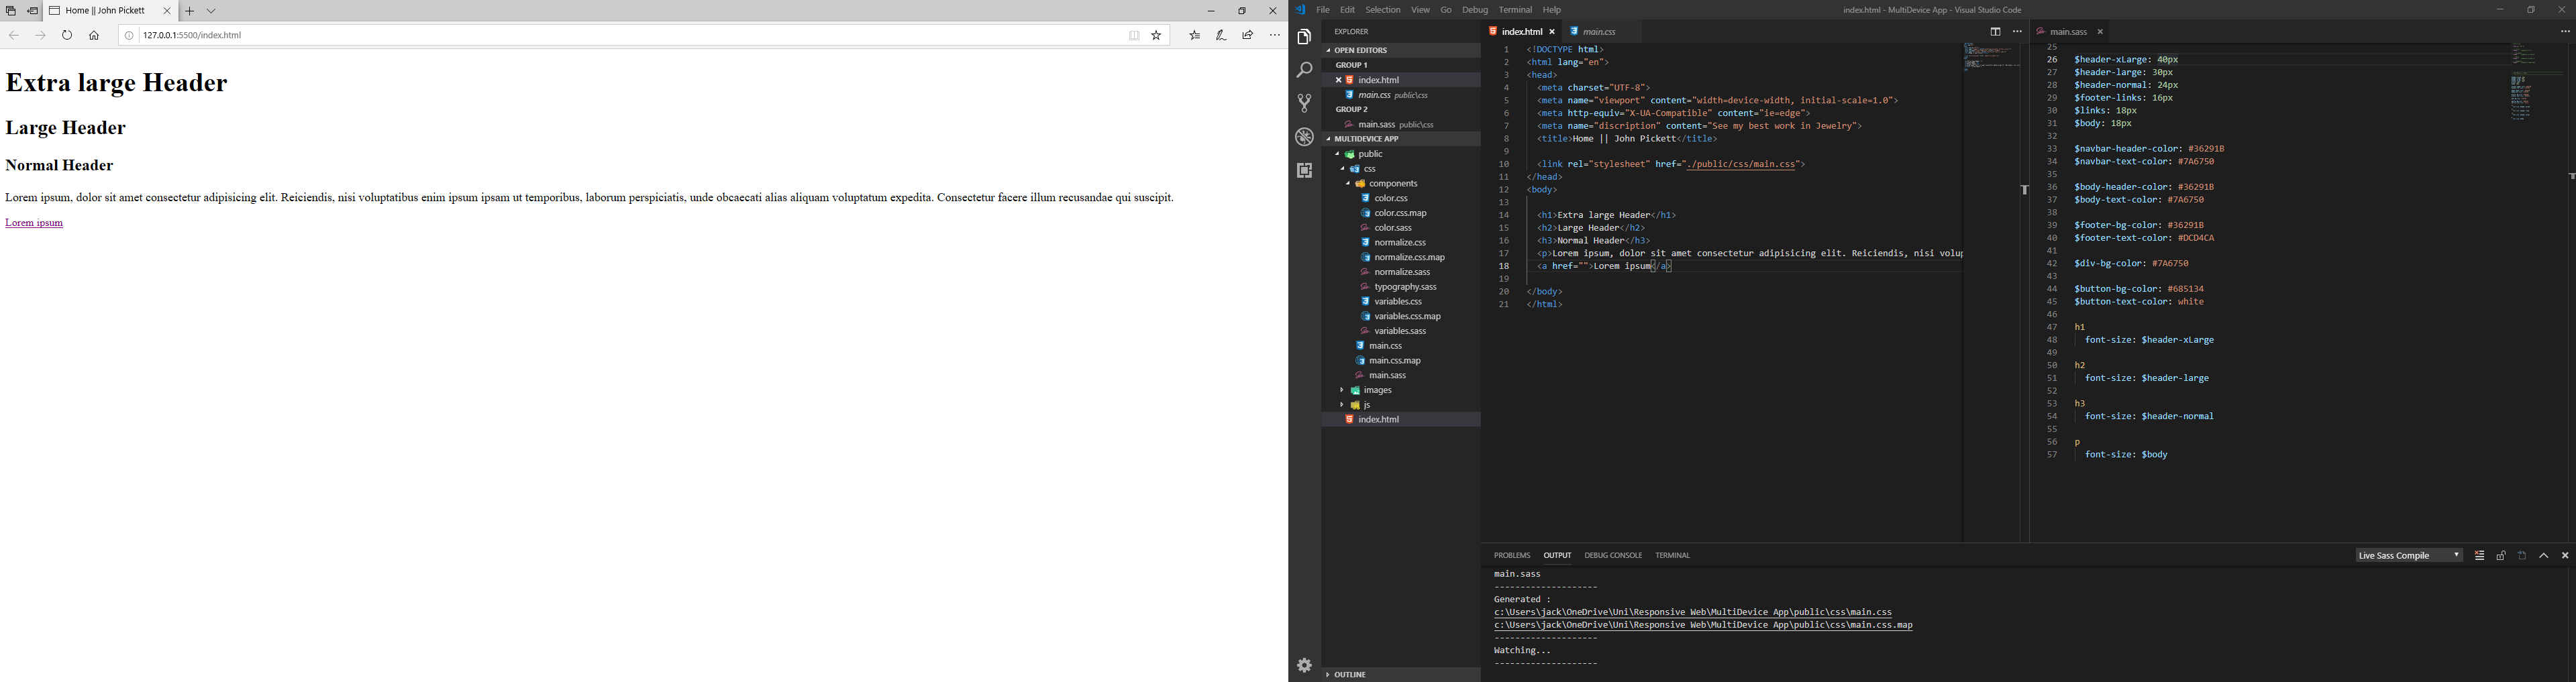 Home || John Pickett
127.0.0.1:5500/index.html
Extra large Header
Large Header
Normal Header
Lorem ipsum, dolor sit amet consectetur adipisicing elit. Reiciendis, nisi voluptatibus enim ipsum ipsam ut temporibus, laborum perspiciatis, unde obcaecati alias aliquam voluptatum expedita. Consectetur facere illum recusandae qui suscipit.
Lorem ipsum
File Edit Selection View Go Debug Terminal Help
index.html - MultiDevice App - Visual Studio Code
EXPLORER
OPEN EDITORS
GROUP 1
index.html
main.css public\css
GROUP 2
main.sass public\css
MULTIDEVICE APP
public
css
components
color.css
color.css.map
color.sass
normalize.css
normalize.css.map
normalize.sass
typography.sass
variables.css
variables.css.map
variables.sass
main.css
main.css.map
main.sass
images
js
index.html
OUTLINE
index.html main.css
1 <!DOCTYPE html>
2 <html lang="en">
3 <head>
4 <meta charset="UTF-8">
5 <meta name="viewport" content="width=device-width, initial-scale=1.0">
6 <meta http-equiv="X-UA-Compatible" content="ie=edge">
7 <meta name="discription" content="See my best work in Jewelry">
8 <title>Home || John Pickett</title>
9
10 <link rel="stylesheet" href="./public/css/main.css">
11 </head>
12 <body>
13
14 <h1>Extra large Header</h1>
15 <h2>Large Header</h2>
16 <h3>Normal Header</h3>
17 <p>Lorem ipsum, dolor sit amet consectetur adipisicing elit. Reiciendis, nisi volup
18 <a href="">Lorem ipsum</a>
19
20 </body>
21 </html>
main.sass
25
26 $header-xLarge: 40px
27 $header-large: 30px
28 $header-normal: 24px
29 $footer-links: 16px
30 $links: 18px
31 $body: 18px
32
33 $navbar-header-color: #36291B
34 $navbar-text-color: #7A6750
35
36 $body-header-color: #36291B
37 $body-text-color: #7A6750
38
39 $footer-bg-color: #36291B
40 $footer-text-color: #DCD4CA
41
42 $div-bg-color: #7A6750
43
44 $button-bg-color: #685134
45 $button-text-color: white
46
47 h1
48 font-size: $header-xLarge
49
50 h2
51 font-size: $header-large
52
53 h3
54 font-size: $header-normal
55
56 p
57 font-size: $body
PROBLEMS OUTPUT DEBUG CONSOLE TERMINAL
Live Sass Compile
main.sass
--------------------
Generated :
c:\Users\jack\OneDrive\Uni\Responsive Web\MultiDevice App\public\css\main.css
c:\Users\jack\OneDrive\Uni\Responsive Web\MultiDevice App\public\css\main.css.map
--------------------
Watching...
--------------------